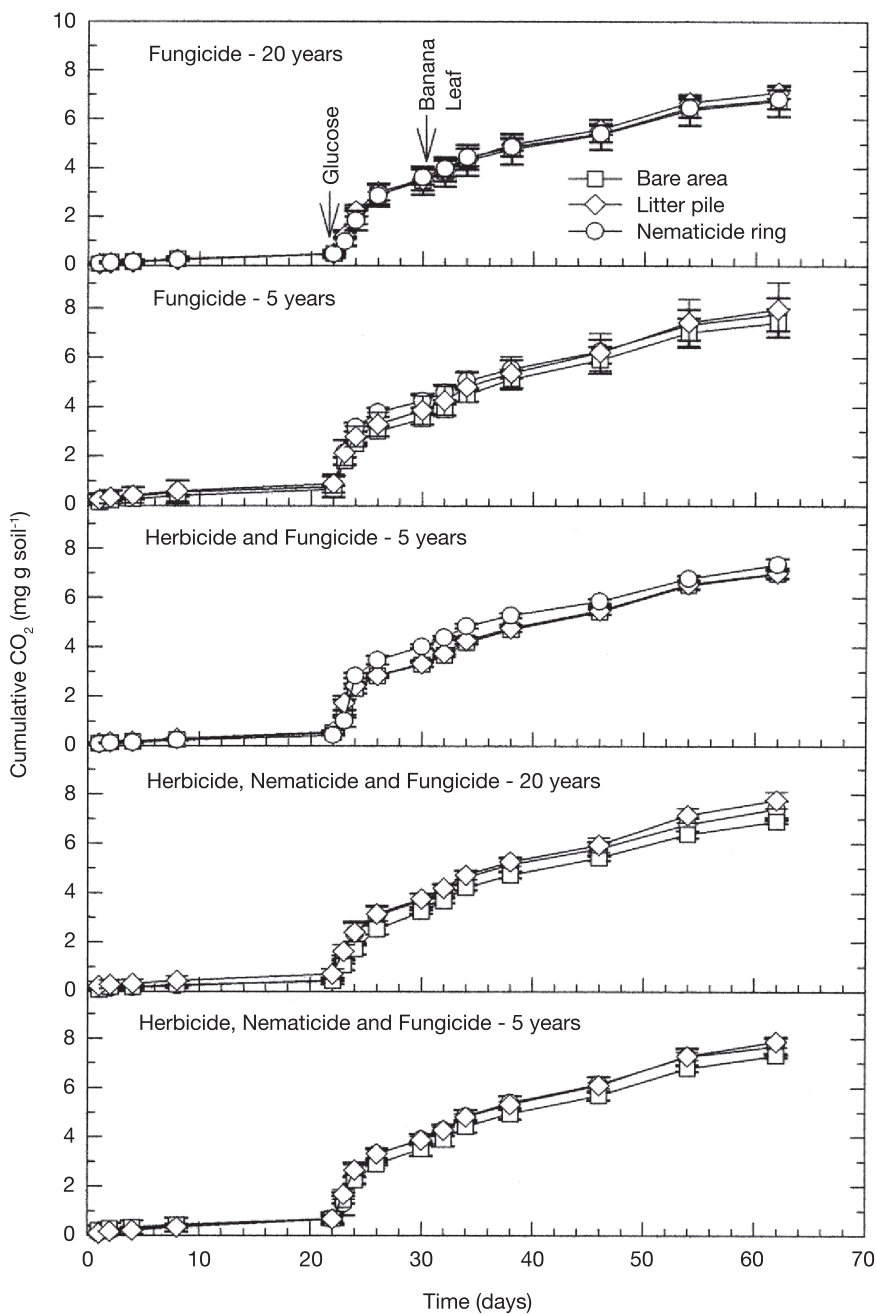 10
Fungicide - 20 years
Glucose
Banana
Leaf
8
6
4
2
0
Bare area
Litter pile
Nematicide ring
Fungicide - 5 years
8
6
4
2
0
Herbicide and Fungicide - 5 years
8
6
4
2
0
Cumulative CO2 (mg g soil-1)
Herbicide, Nematicide and Fungicide - 20 years
8
6
4
2
0
Herbicide, Nematicide and Fungicide - 5 years
8
6
4
2
0
0 10 20 30 40 50 60 70
Time (days)